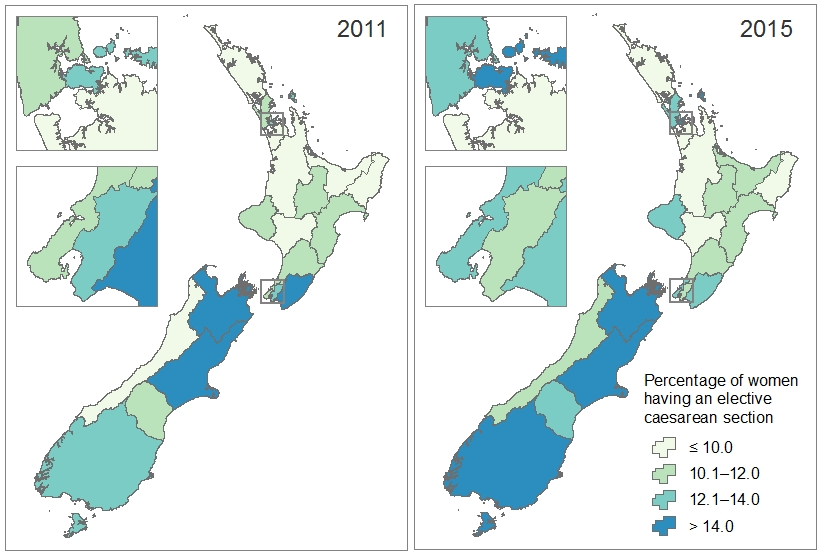 2011
2015
Percentage of women
having an elective
caesarean section
≤ 10.0
10.1–12.0
12.1–14.0
> 14.0